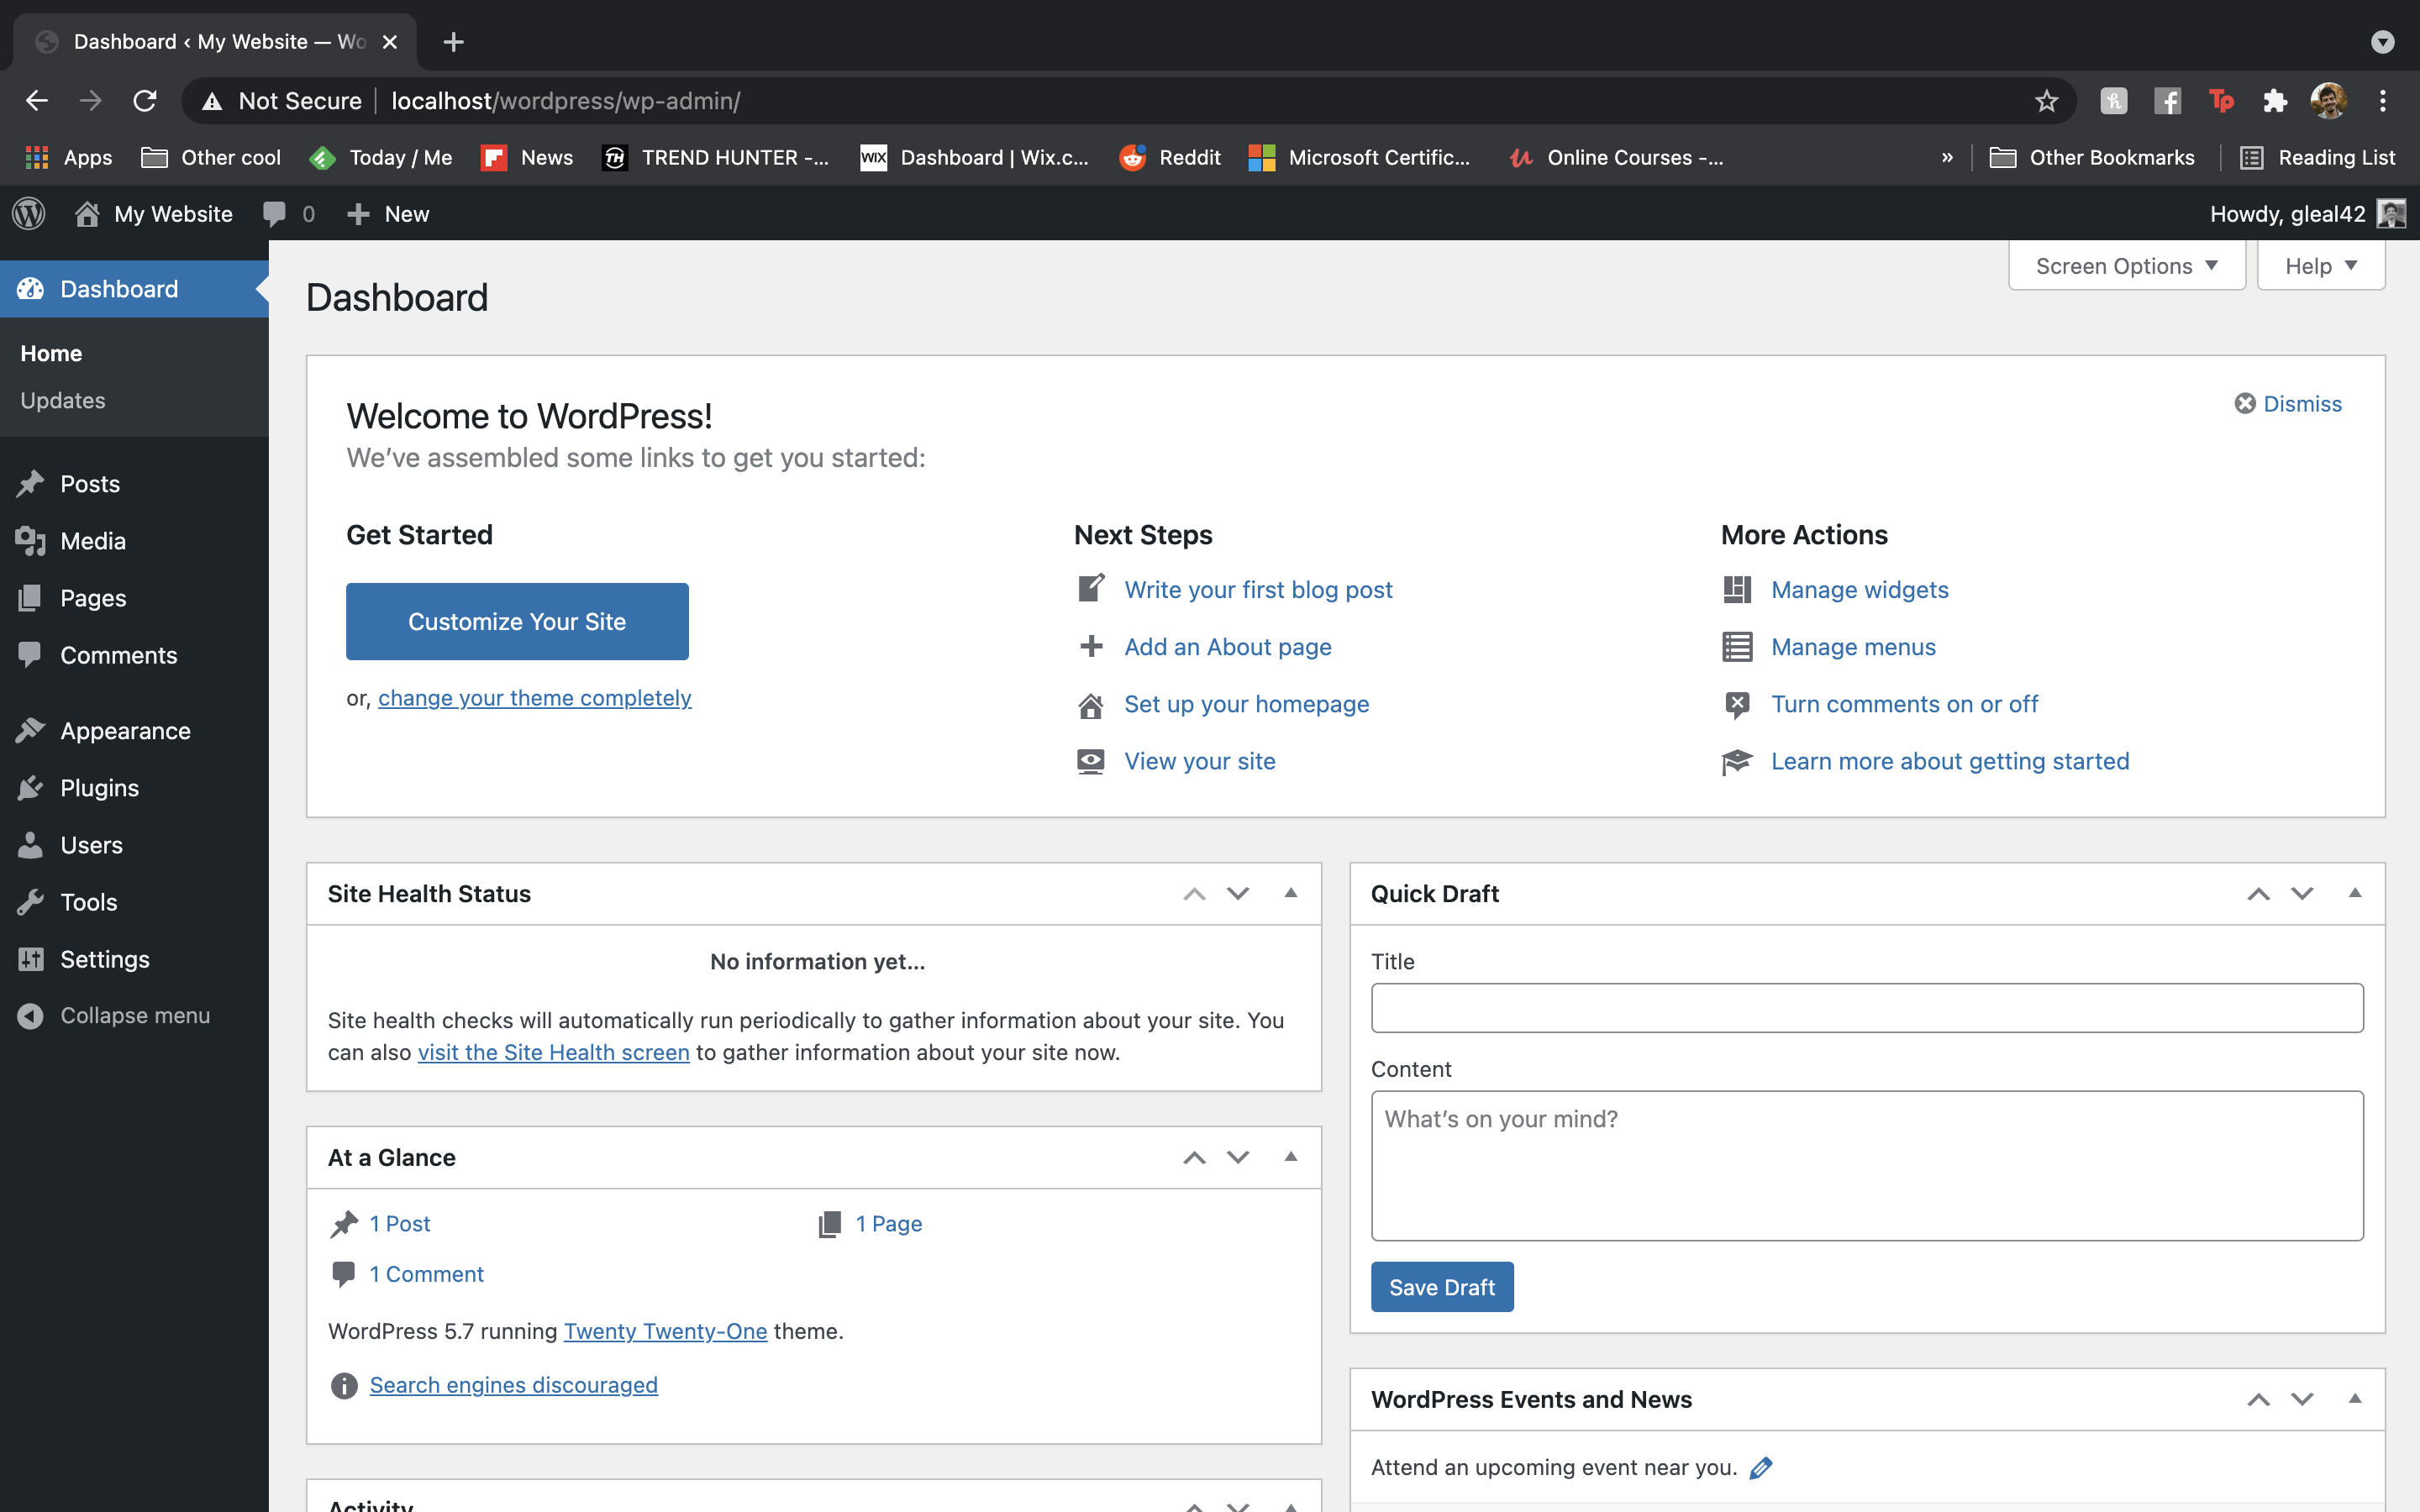 Dashboard ‹ My Website — Wo
Not Secure localhost/wordpress/wp-admin/
Apps Other cool Today / Me News TREND HUNTER -... Dashboard | Wix.c... Reddit Microsoft Certific... Online Courses -... » Other Bookmarks Reading List
My Website 0 New Howdy, gleal42
Dashboard
Home
Updates
Posts
Media
Pages
Comments
Appearance
Plugins
Users
Tools
Settings
Collapse menu
Screen Options Help
Dashboard
Welcome to WordPress!
Dismiss
We’ve assembled some links to get you started:
Get Started
Customize Your Site
or, change your theme completely
Next Steps
Write your first blog post
Add an About page
Set up your homepage
View your site
More Actions
Manage widgets
Manage menus
Turn comments on or off
Learn more about getting started
Site Health Status
No information yet...
Site health checks will automatically run periodically to gather information about your site. You
can also visit the Site Health screen to gather information about your site now.
At a Glance
1 Post 1 Page
1 Comment
WordPress 5.7 running Twenty Twenty-One theme.
Search engines discouraged
Activity
Quick Draft
Title
Content
What’s on your mind?
Save Draft
WordPress Events and News
Attend an upcoming event near you.